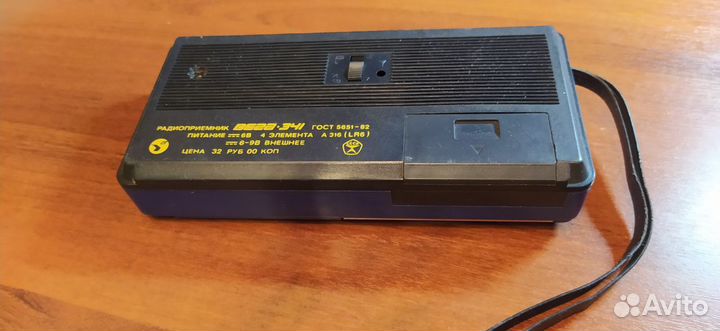 РАДИОПРИЕМНИК ВЕГА-341 ГОСТ 5651-82
ПИТАНИЕ 6В 4 ЭЛЕМЕНТА А 316 (LR6)
6-9В ВНЕШНЕЕ
ЦЕНА 32 РУБ 00 КОП
Avito